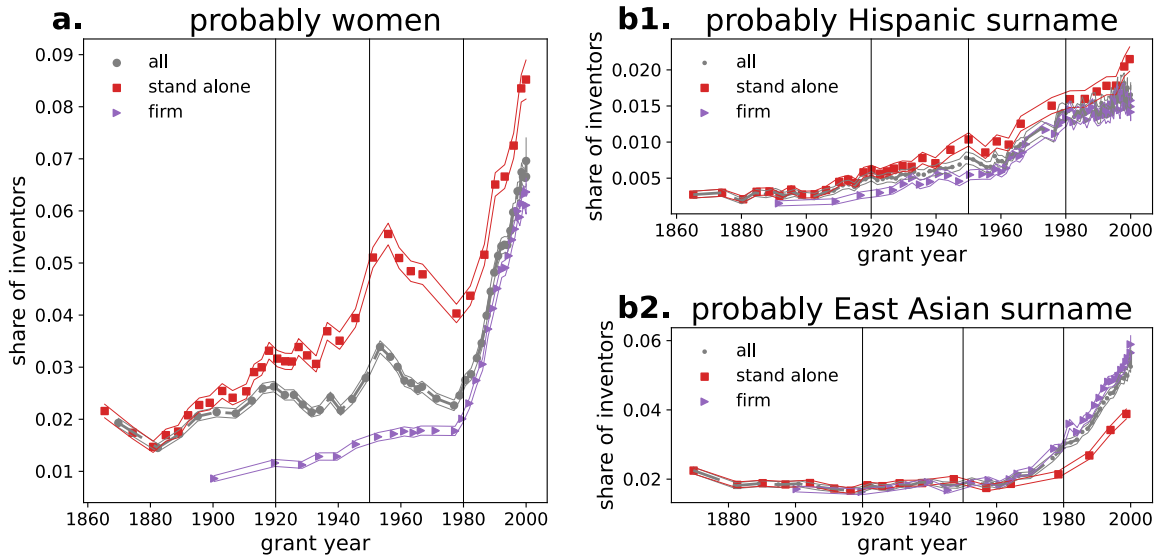 a. probably women
0.09
0.08
0.07
0.06
0.05
0.04
0.03
0.02
0.01
share of inventors
all
stand alone
firm
1860 1880 1900 1920 1940 1960 1980 2000
grant year
b1. probably Hispanic surname
0.020
0.015
0.010
0.005
share of inventors
all
stand alone
firm
1860 1880 1900 1920 1940 1960 1980 2000
grant year
b2. probably East Asian surname
0.06
0.04
0.02
share of inventors
all
stand alone
firm
1880 1900 1920 1940 1960 1980 2000
grant year